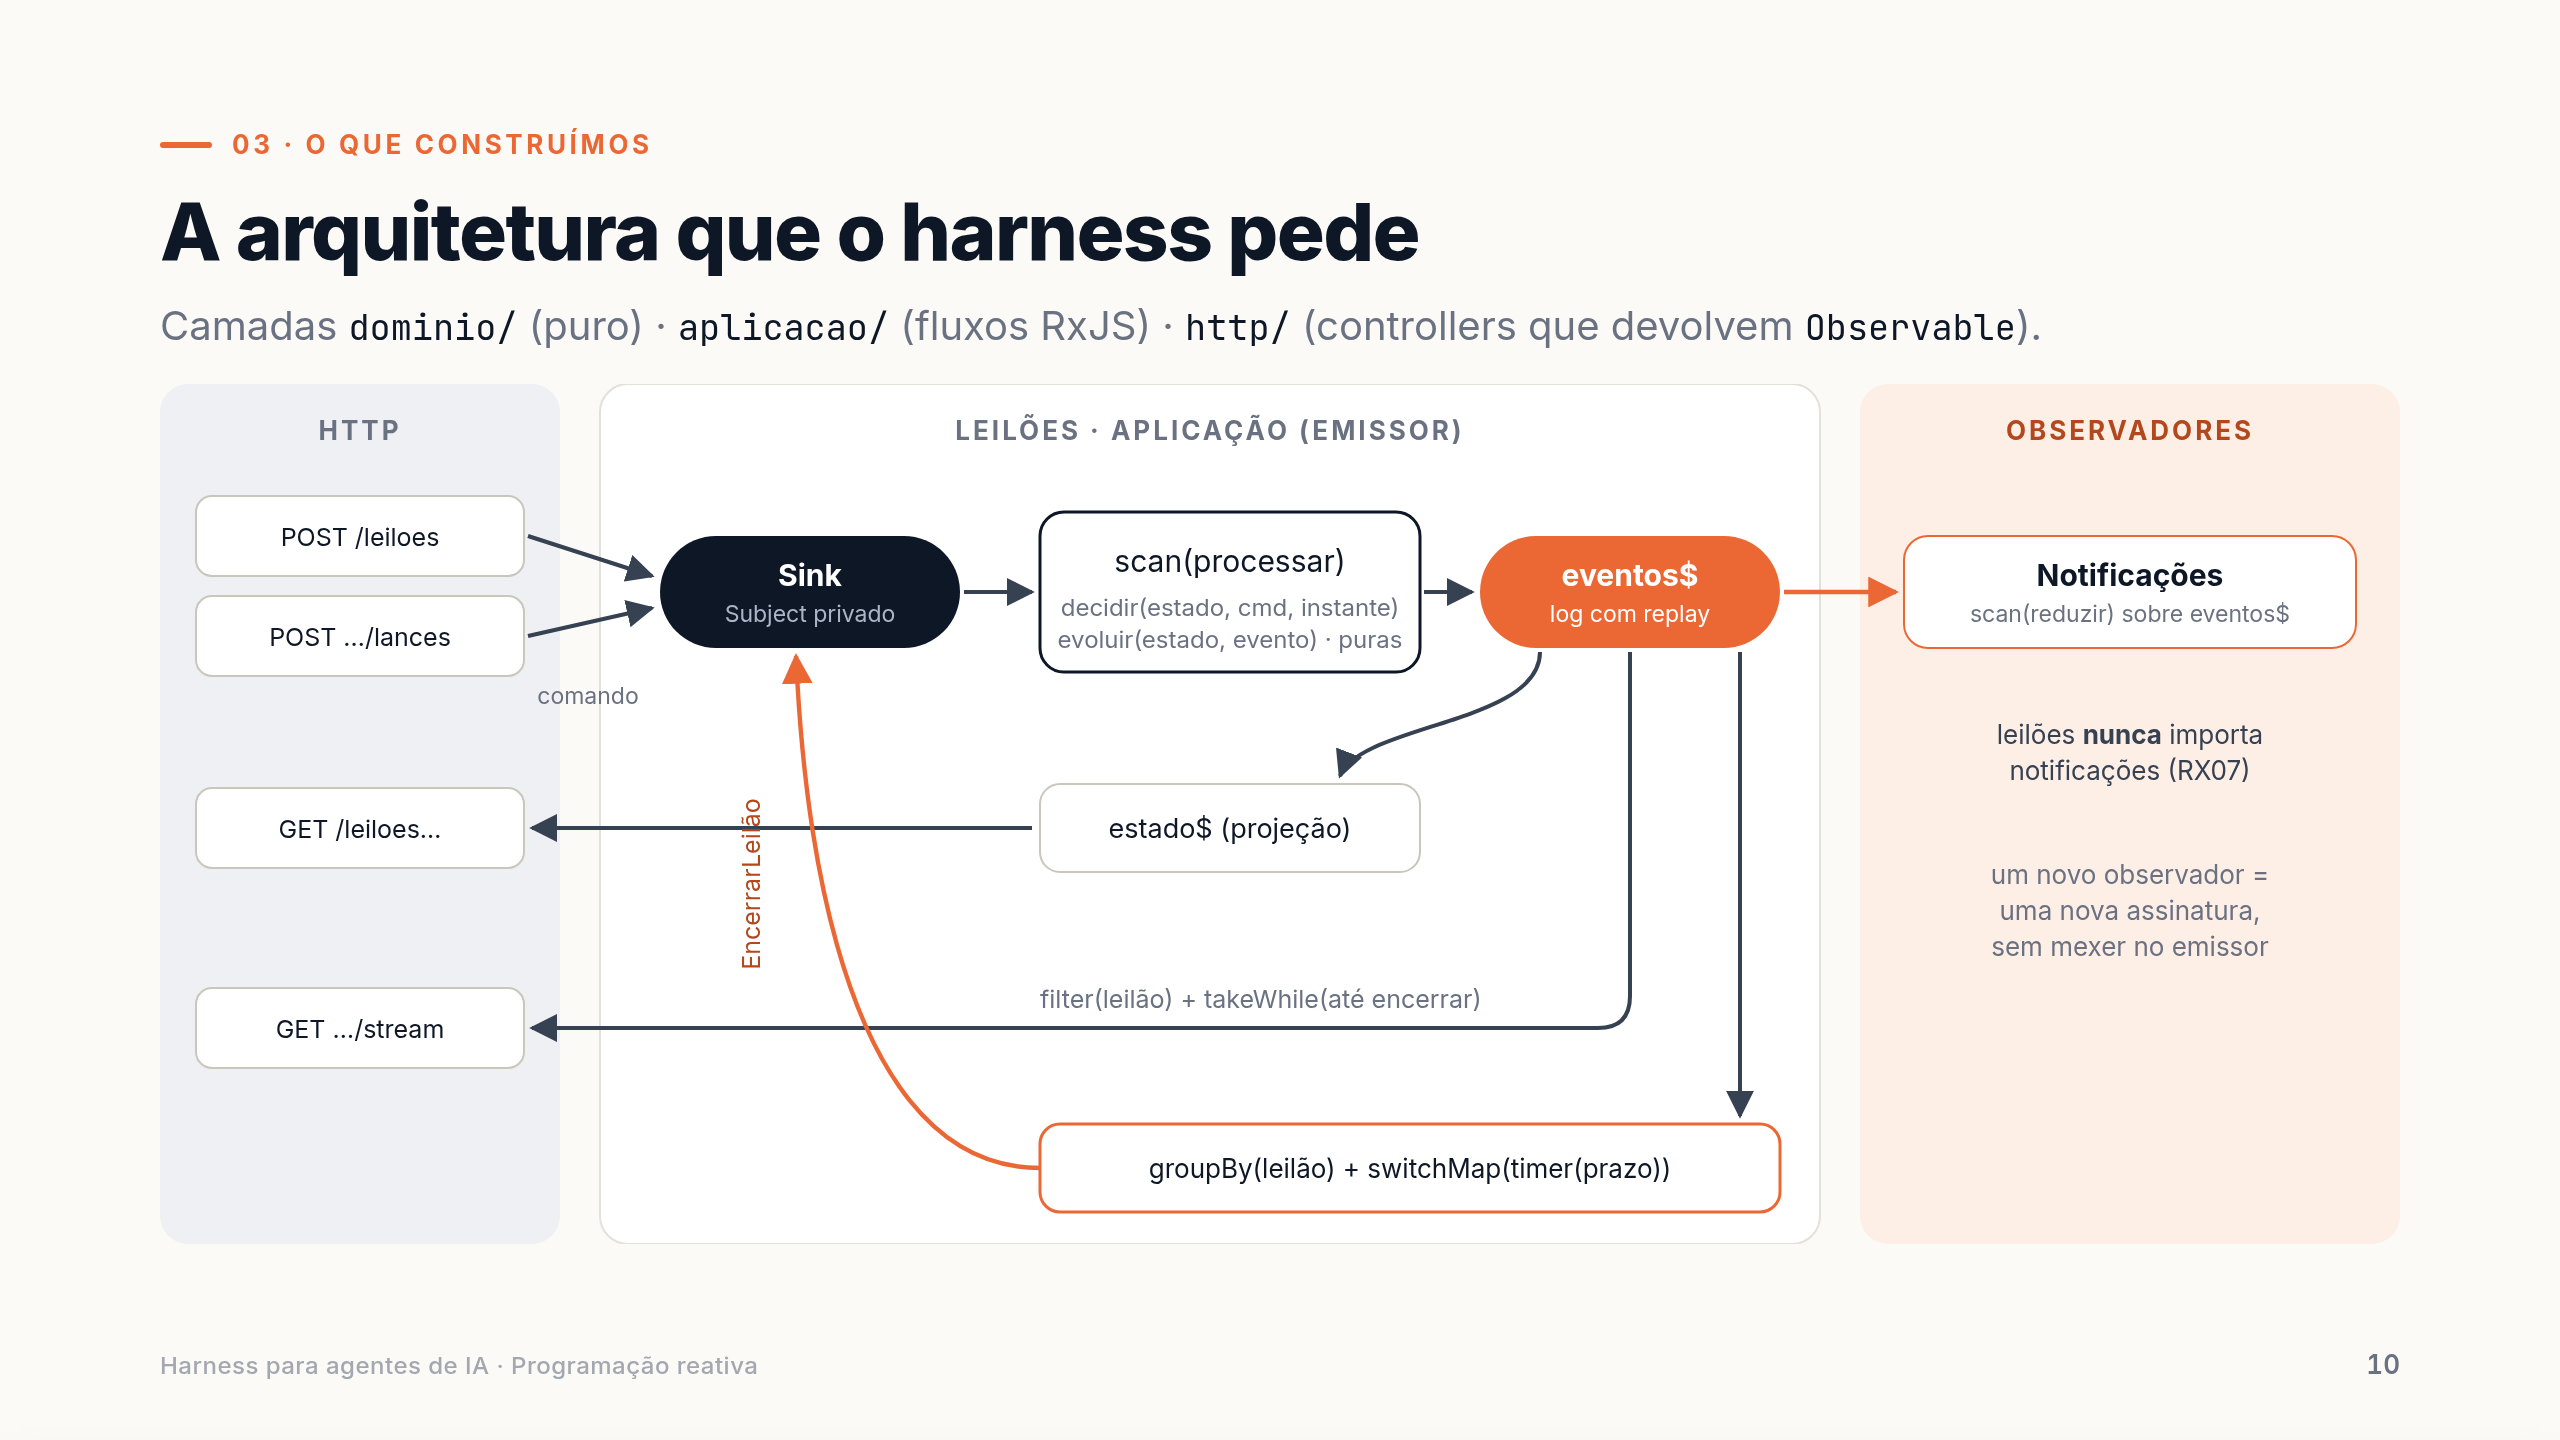 03 · O QUE CONSTRUÍMOS
A arquitetura que o harness pede
Camadas dominio/ (puro) · aplicacao/ (fluxos RxJS) · http/ (controllers que devolvem Observable).
HTTP
POST /leiloes
POST .../lances
comando
GET /leiloes...
GET .../stream
LEILÕES · APLICAÇÃO (EMISSOR)
Sink
Subject privado
scan(processar)
decidir(estado, cmd, instante)
evoluir(estado, evento) · puras
eventos$
log com replay
estado$ (projeção)
EncerrarLeilão
filter(leilão) + takeWhile(até encerrar)
groupBy(leilão) + switchMap(timer(prazo))
OBSERVADORES
Notificações
scan(reduzir) sobre eventos$
leilões nunca importa
notificações (RX07)
um novo observador =
uma nova assinatura,
sem mexer no emissor
Harness para agentes de IA · Programação reativa
10